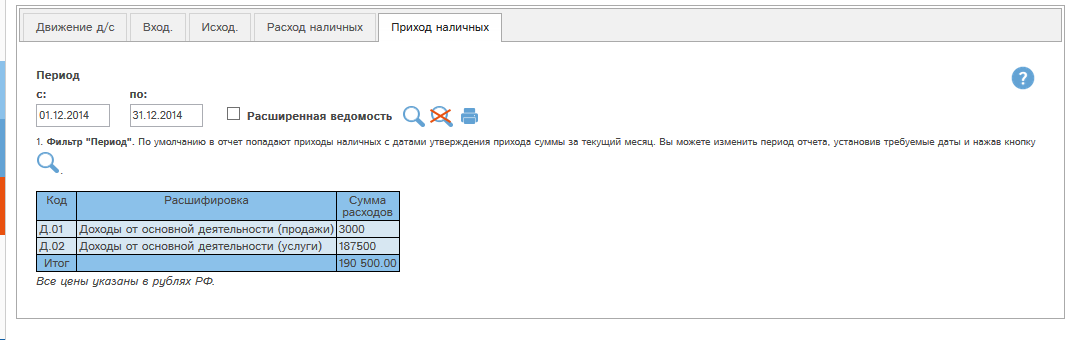 Движение д/с Вход. Исход. Расход наличных Приход наличных
Период
с: по:
01.12.2014 31.12.2014 Расширенная ведомость
?
1. Фильтр "Период". По умолчанию в отчет попадают приходы наличных с датами утверждения прихода суммы за текущий месяц. Вы можете изменить период отчета, установив требуемые даты и нажав кнопку
.
Код Расшифировка Сумма расходов
Д.01 Доходы от основной деятельности (продажи) 3000
Д.02 Доходы от основной деятельности (услуги) 187500
Итог 190 500.00
Все цены указаны в рублях РФ.